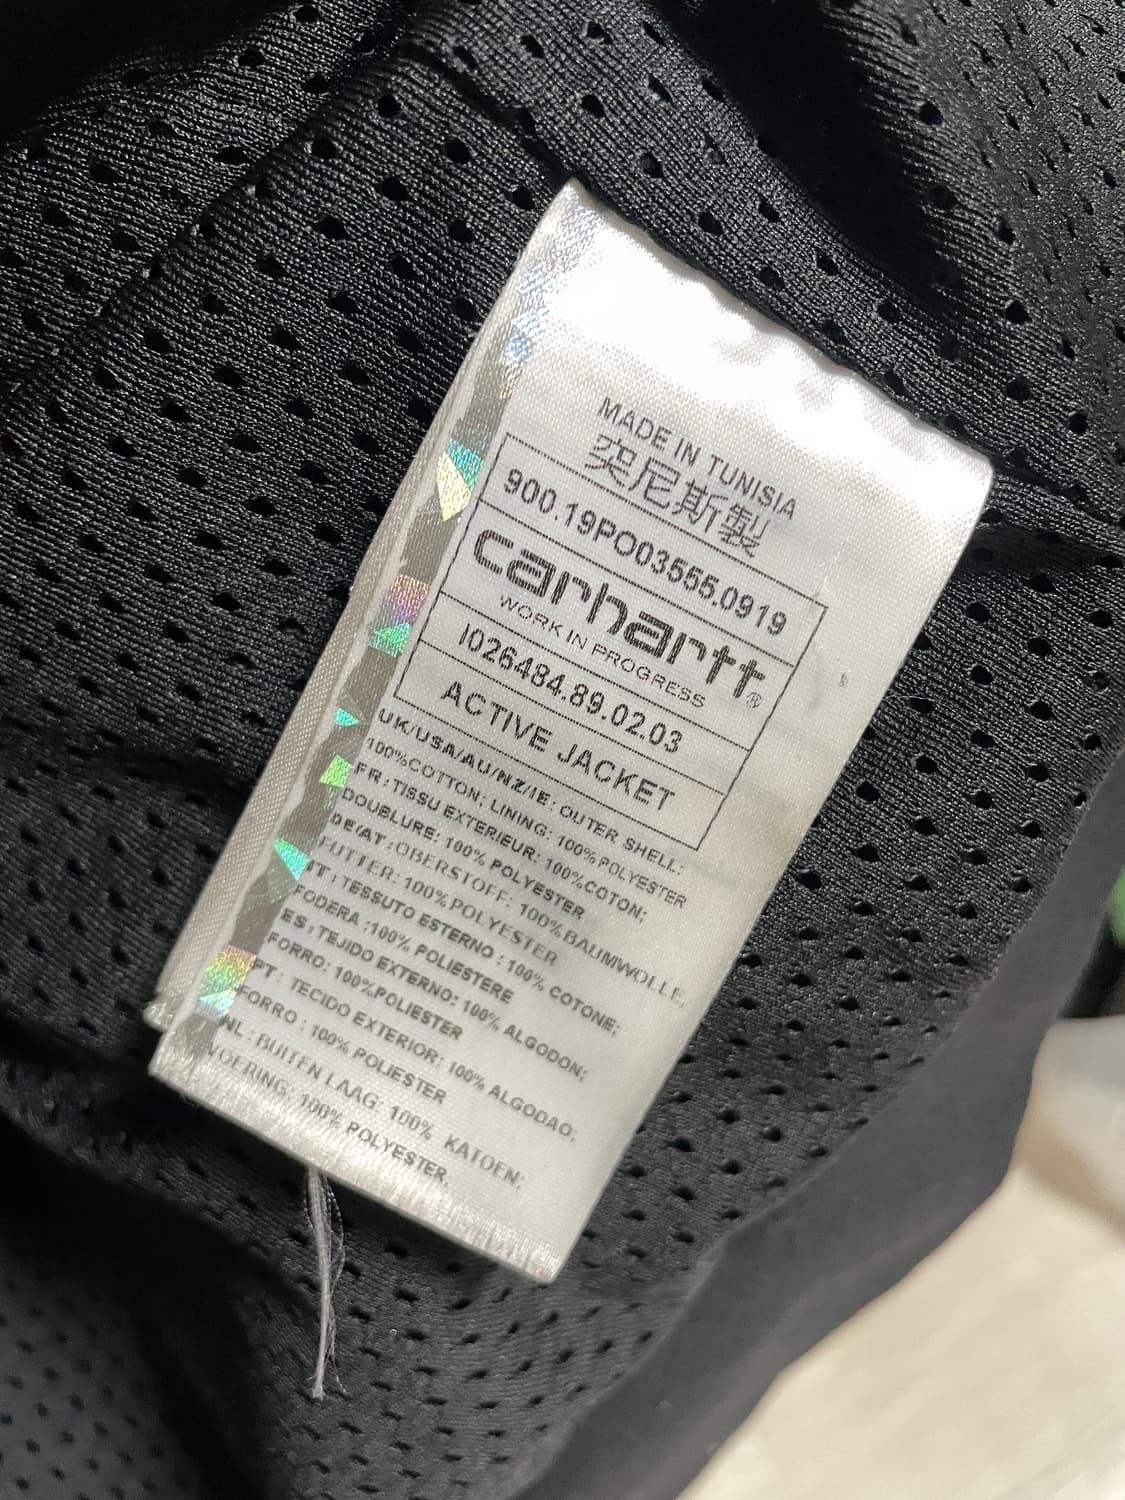 MADE IN TUNISIA
突尼斯製
900.19PO03555.0919
carhartt®
WORK IN PROGRESS
I026484.89.02.03
ACTIVE JACKET
UK/USA/AU/NZ/IE: OUTER SHELL:
100%COTTON; LINING: 100% POLYESTER
FR: TISSU EXTERIEUR: 100%COTON;
DOUBLURE: 100% POLYESTER
DE(AT:OBERSTOFF: 100%BAUMWOLLE,
FUTTER: 100% POLYESTER
IT: TESSUTO ESTERNO : 100% COTONE;
FODERA :100% POLIESTERE
ES: TEJIDO EXTERNO: 100% ALGODON;
FORRO: 100%POLIESTER
PT: TECIDO EXTERIOR: 100% ALGODAO;
FORRO : 100% POLIESTER
NL: BUITEN LAAG: 100% KATOEN;
VOERING: 100% POLYESTER,